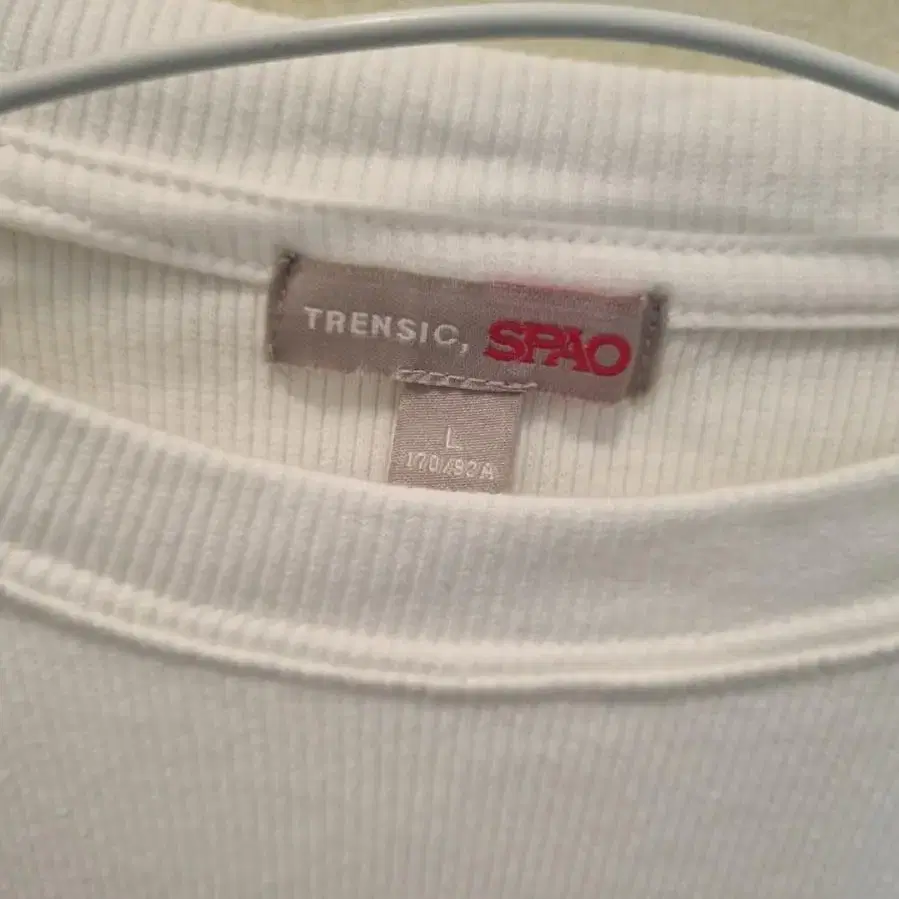 TRENSIC, SPAO
L
170/92A